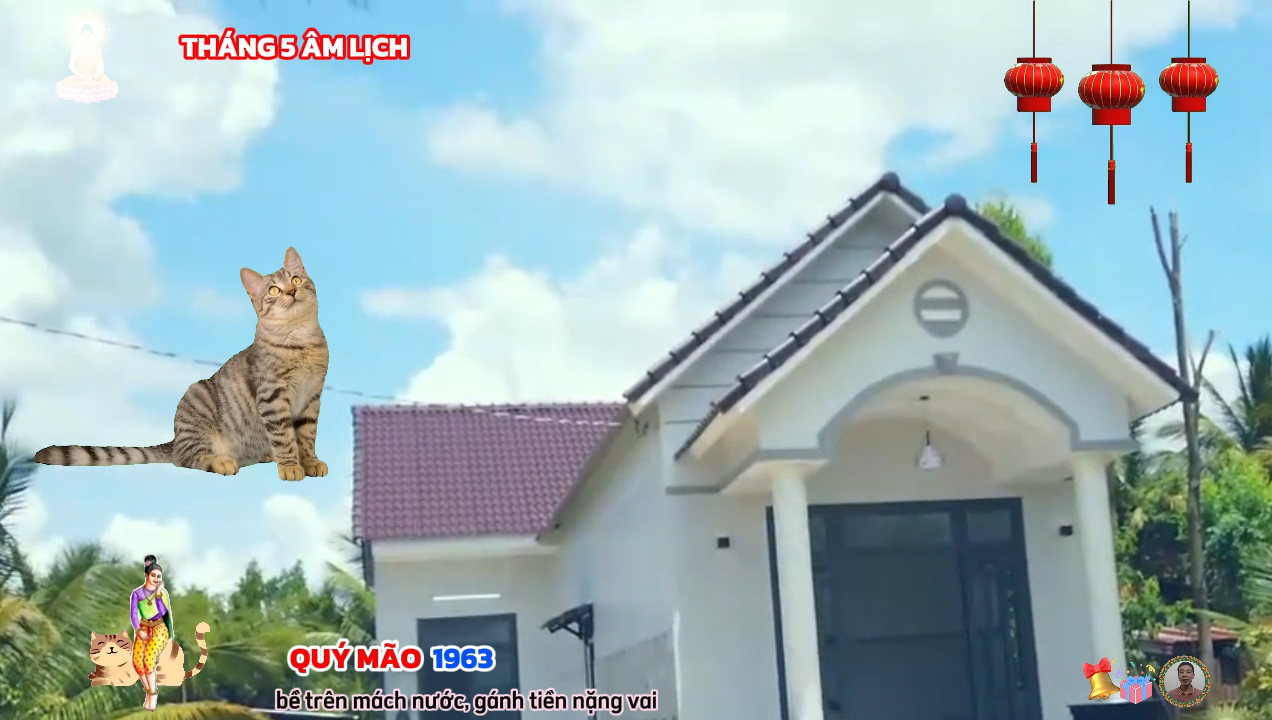 THÁNG 5 ÂM LỊCH
QUÝ MÃO 1963
bề trên mách nước, gánh tiền nặng vai